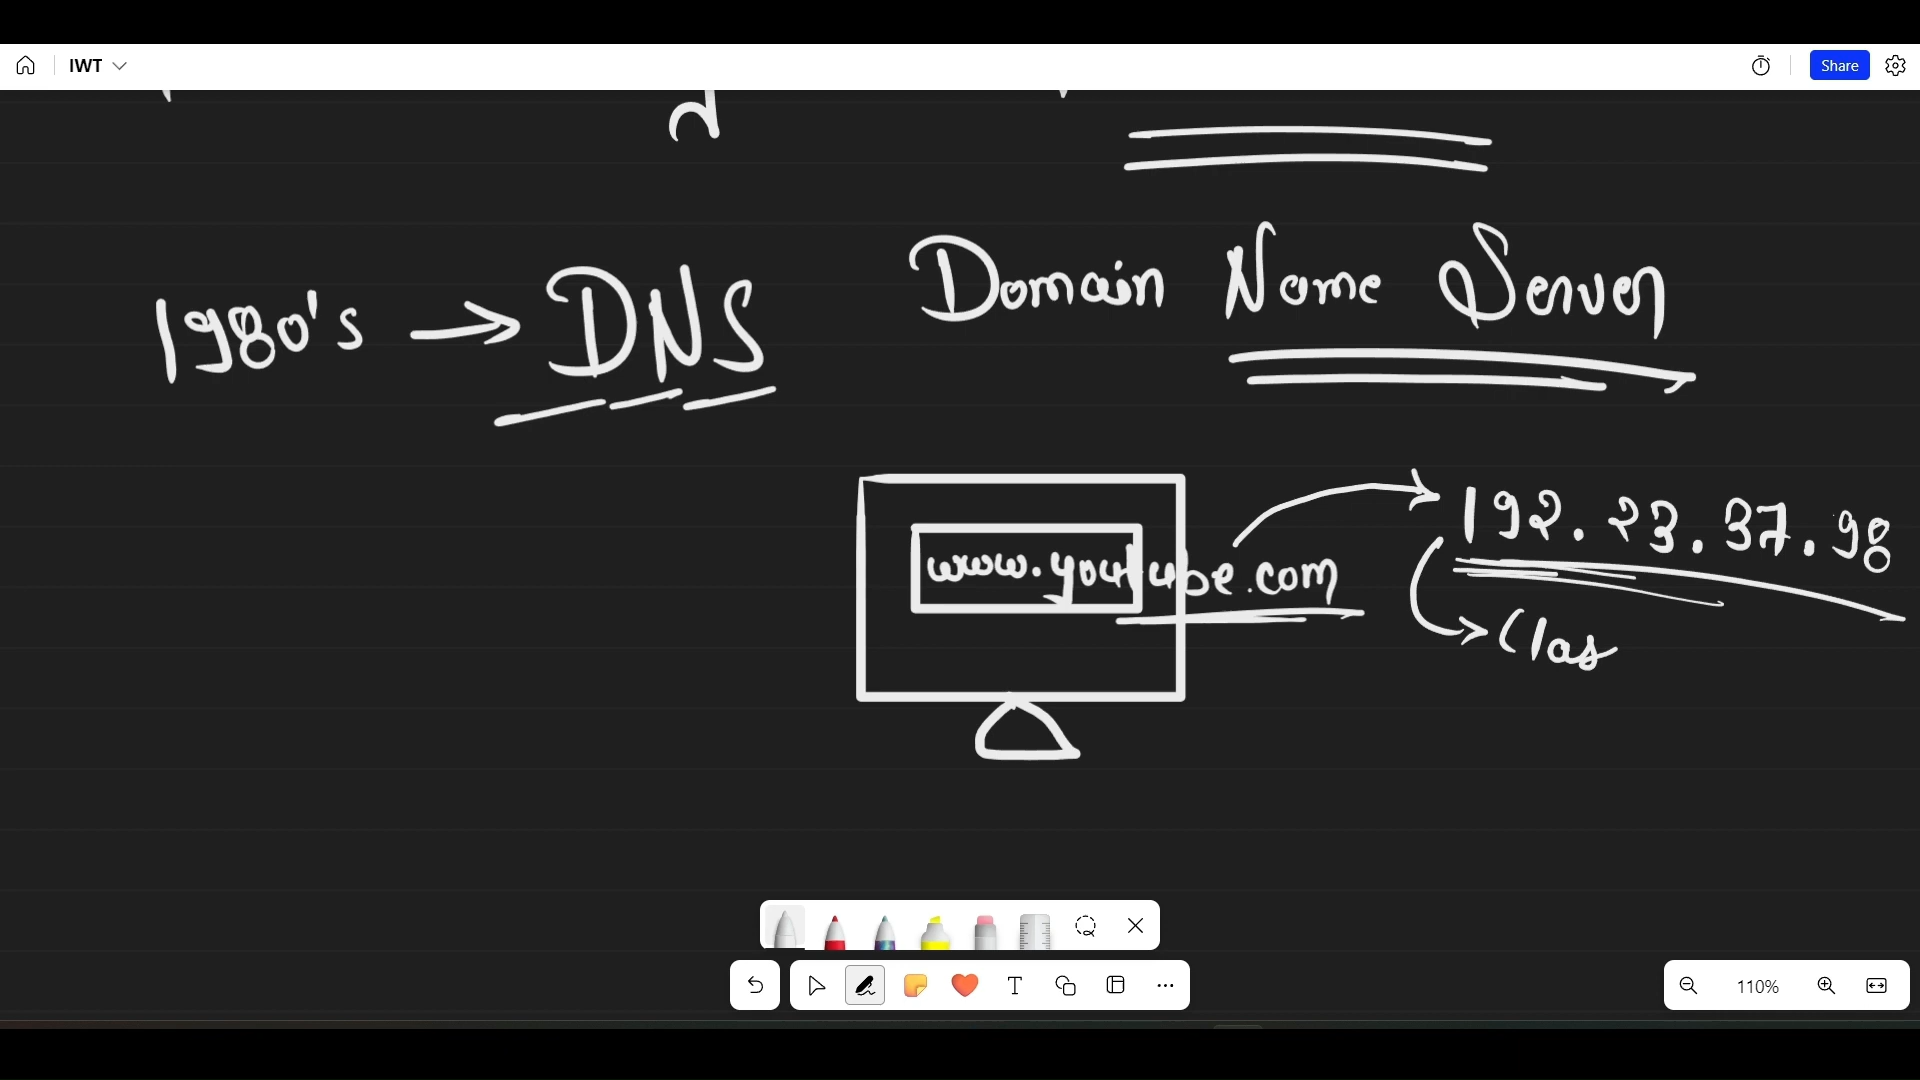 IWT
Share
1980's → DNS
Domain Name Server
www.youtube.com
192.23.37.98
Clas
110%